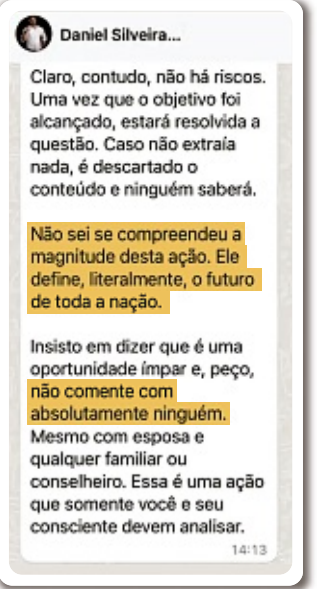 Daniel Silveira...
Claro, contudo, não há riscos.
Uma vez que o objetivo foi
alcançado, estará resolvida a
questão. Caso não extraía
nada, é descartado o
conteúdo e ninguém saberá.
Não sei se compreendeu a
magnitude desta ação. Ele
define, literalmente, o futuro
de toda a nação.
Insisto em dizer que é uma
oportunidade ímpar e, peço,
não comente com
absolutamente ninguém.
Mesmo com esposa e
qualquer familiar ou
conselheiro. Essa é uma ação
que somente você e seu
consciente devem analisar.
14:13